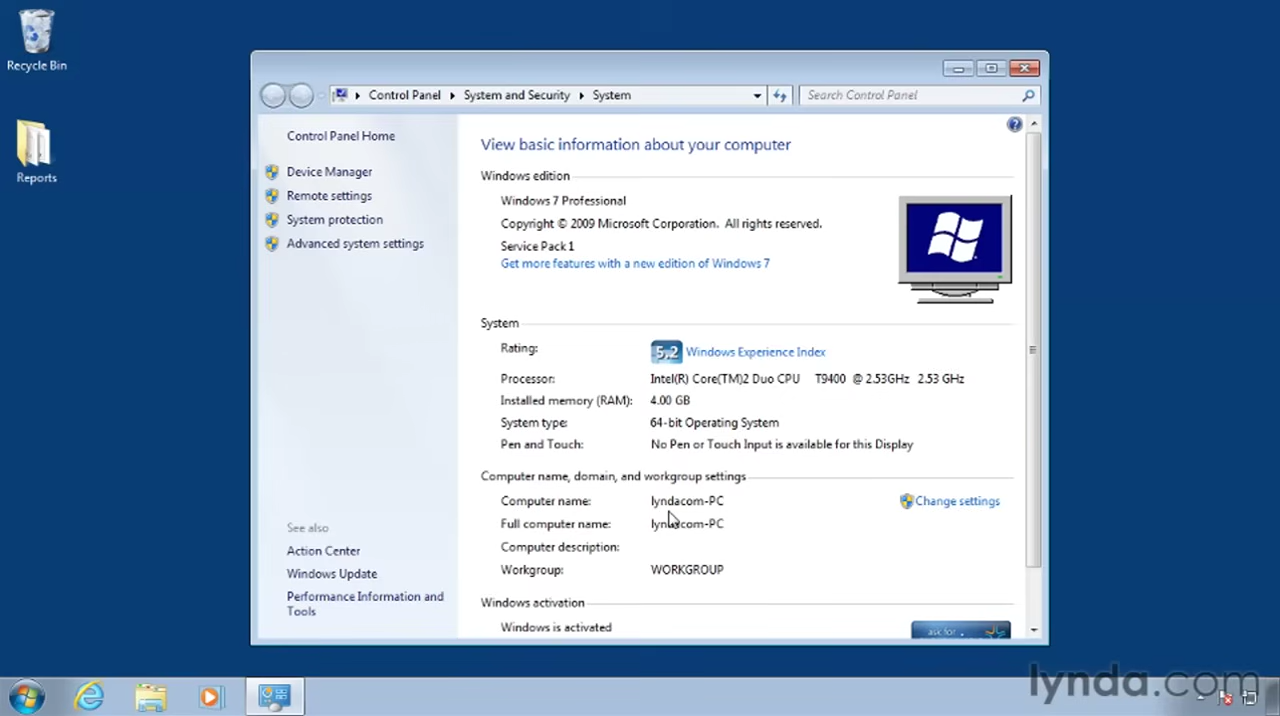 Recycle Bin
Reports
Control Panel ▸ System and Security ▸ System
Search Control Panel
Control Panel Home
Device Manager
Remote settings
System protection
Advanced system settings
See also
Action Center
Windows Update
Performance Information and
Tools
View basic information about your computer
Windows edition
Windows 7 Professional
Copyright © 2009 Microsoft Corporation. All rights reserved.
Service Pack 1
Get more features with a new edition of Windows 7
System
Rating: 5.2 Windows Experience Index
Processor: Intel(R) Core(TM)2 Duo CPU T9400 @ 2.53GHz 2.53 GHz
Installed memory (RAM): 4.00 GB
System type: 64-bit Operating System
Pen and Touch: No Pen or Touch Input is available for this Display
Computer name, domain, and workgroup settings
Computer name: lyndacom-PC Change settings
Full computer name: lyndacom-PC
Computer description:
Workgroup: WORKGROUP
Windows activation
Windows is activated
ask for
lynda.com